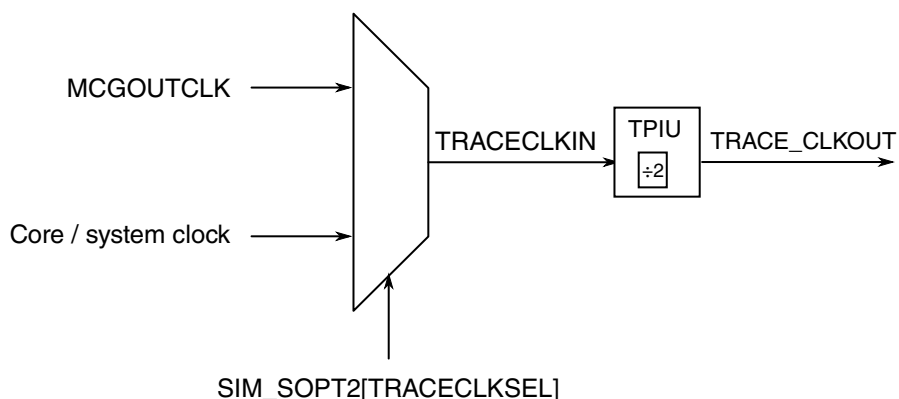 MCGOUTCLK
TRACECLKIN
TPIU
÷2
TRACE_CLKOUT
Core / system clock
SIM_SOPT2[TRACECLKSEL]